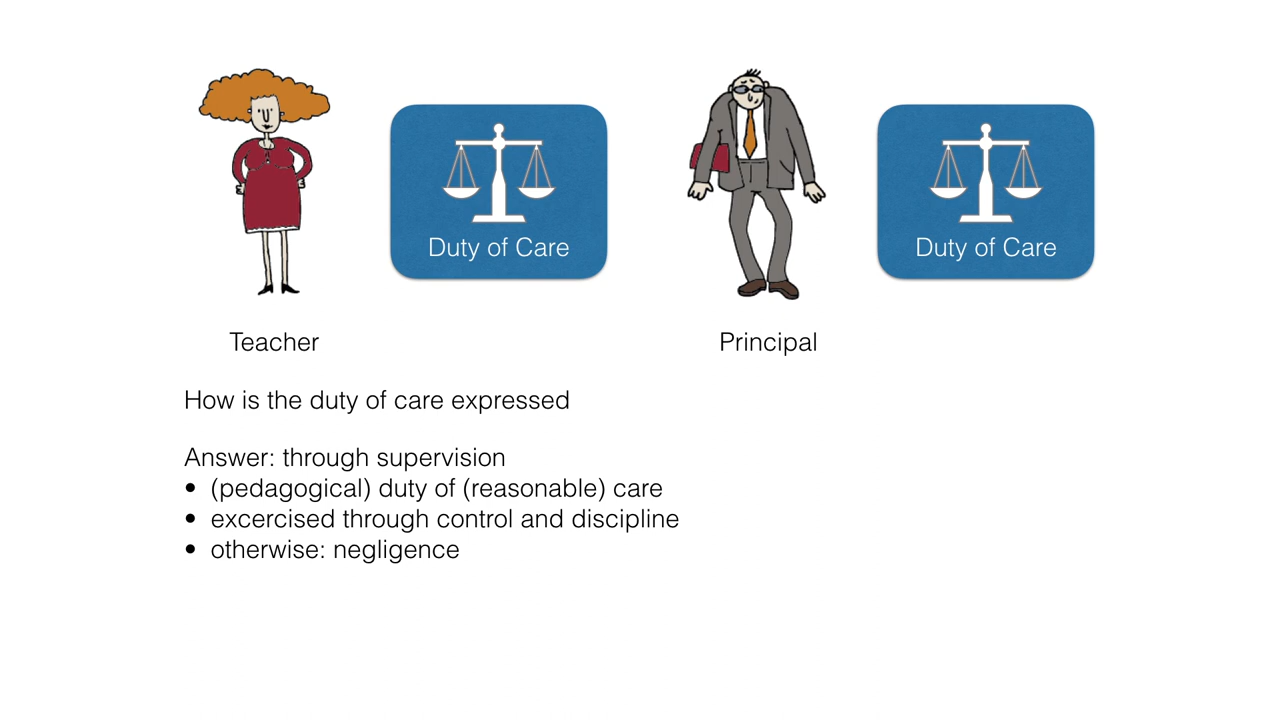 Duty of Care
Duty of Care
Teacher
Principal
How is the duty of care expressed
Answer: through supervision
• (pedagogical) duty of (reasonable) care
• excercised through control and discipline
• otherwise: negligence